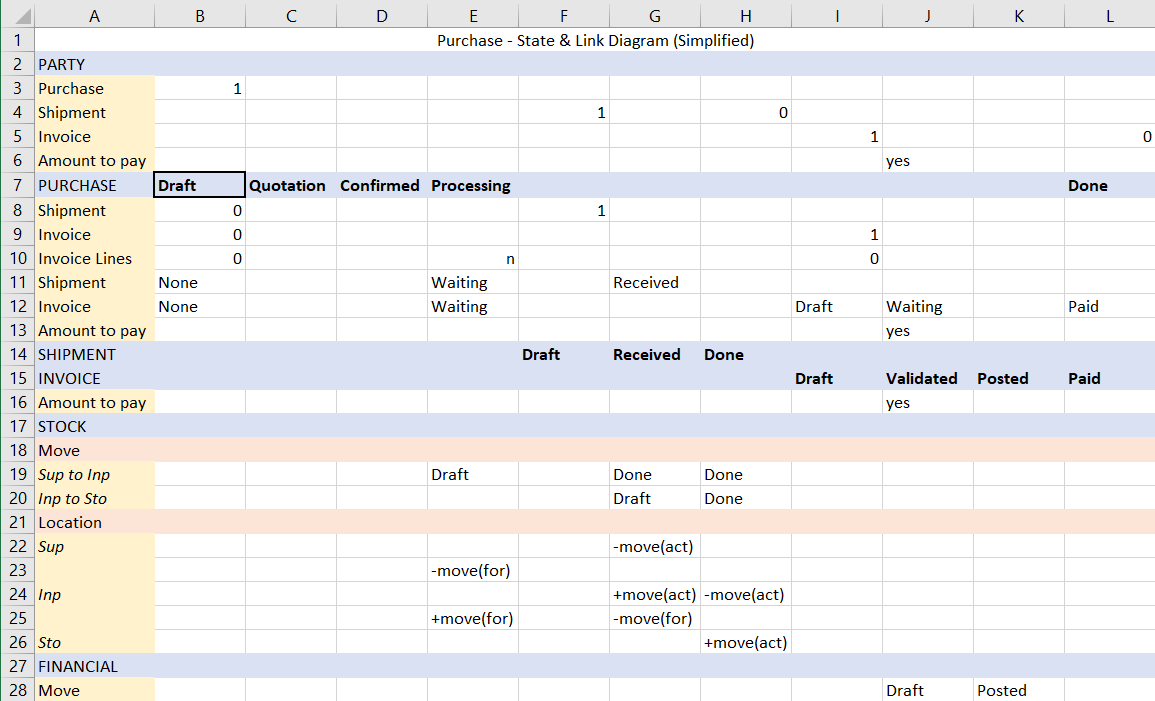 A B C D E F G H I J K L
1 Purchase - State & Link Diagram (Simplified)
2 PARTY
3 Purchase 1
4 Shipment 1 0
5 Invoice 1 0
6 Amount to pay yes
7 PURCHASE Draft Quotation Confirmed Processing Done
8 Shipment 0 1
9 Invoice 0 1
10 Invoice Lines 0 n 0
11 Shipment None Waiting Received
12 Invoice None Waiting Draft Waiting Paid
13 Amount to pay yes
14 SHIPMENT Draft Received Done
15 INVOICE Draft Validated Posted Paid
16 Amount to pay yes
17 STOCK
18 Move
19 Sup to Inp Draft Done Done
20 Inp to Sto Draft Done
21 Location
22 Sup -move(act)
23 -move(for)
24 Inp +move(act) -move(act)
25 +move(for) -move(for)
26 Sto +move(act)
27 FINANCIAL
28 Move Draft Posted